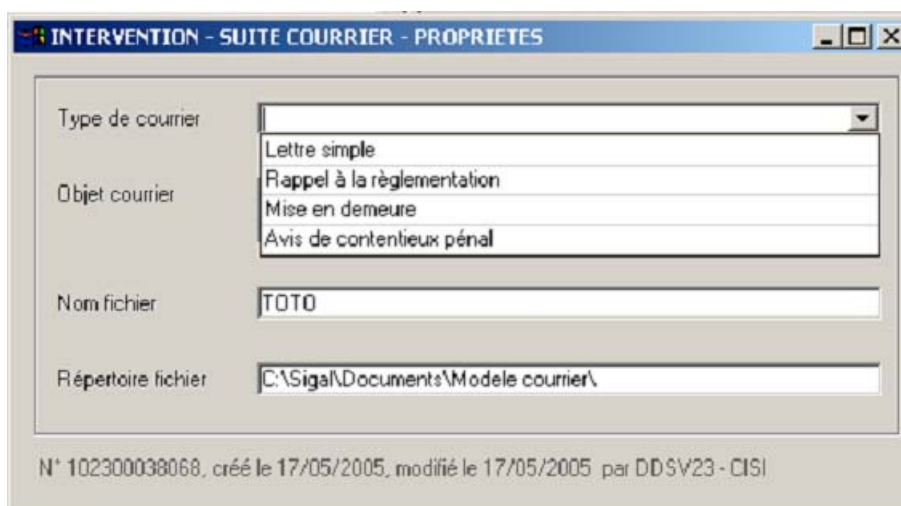 INTERVENTION - SUITE COURRIER - PROPRIETES
Type de courrier
Lettre simple
Rappel à la règlementation
Objet courrier
Mise en demeure
Avis de contentieux pénal
Nom fichier TOTO
Répertoire fichier C:\Sigal\Documents\Modele courrier\
N° 102300038068, créé le 17/05/2005, modifié le 17/05/2005 par DDSV23 - CISI